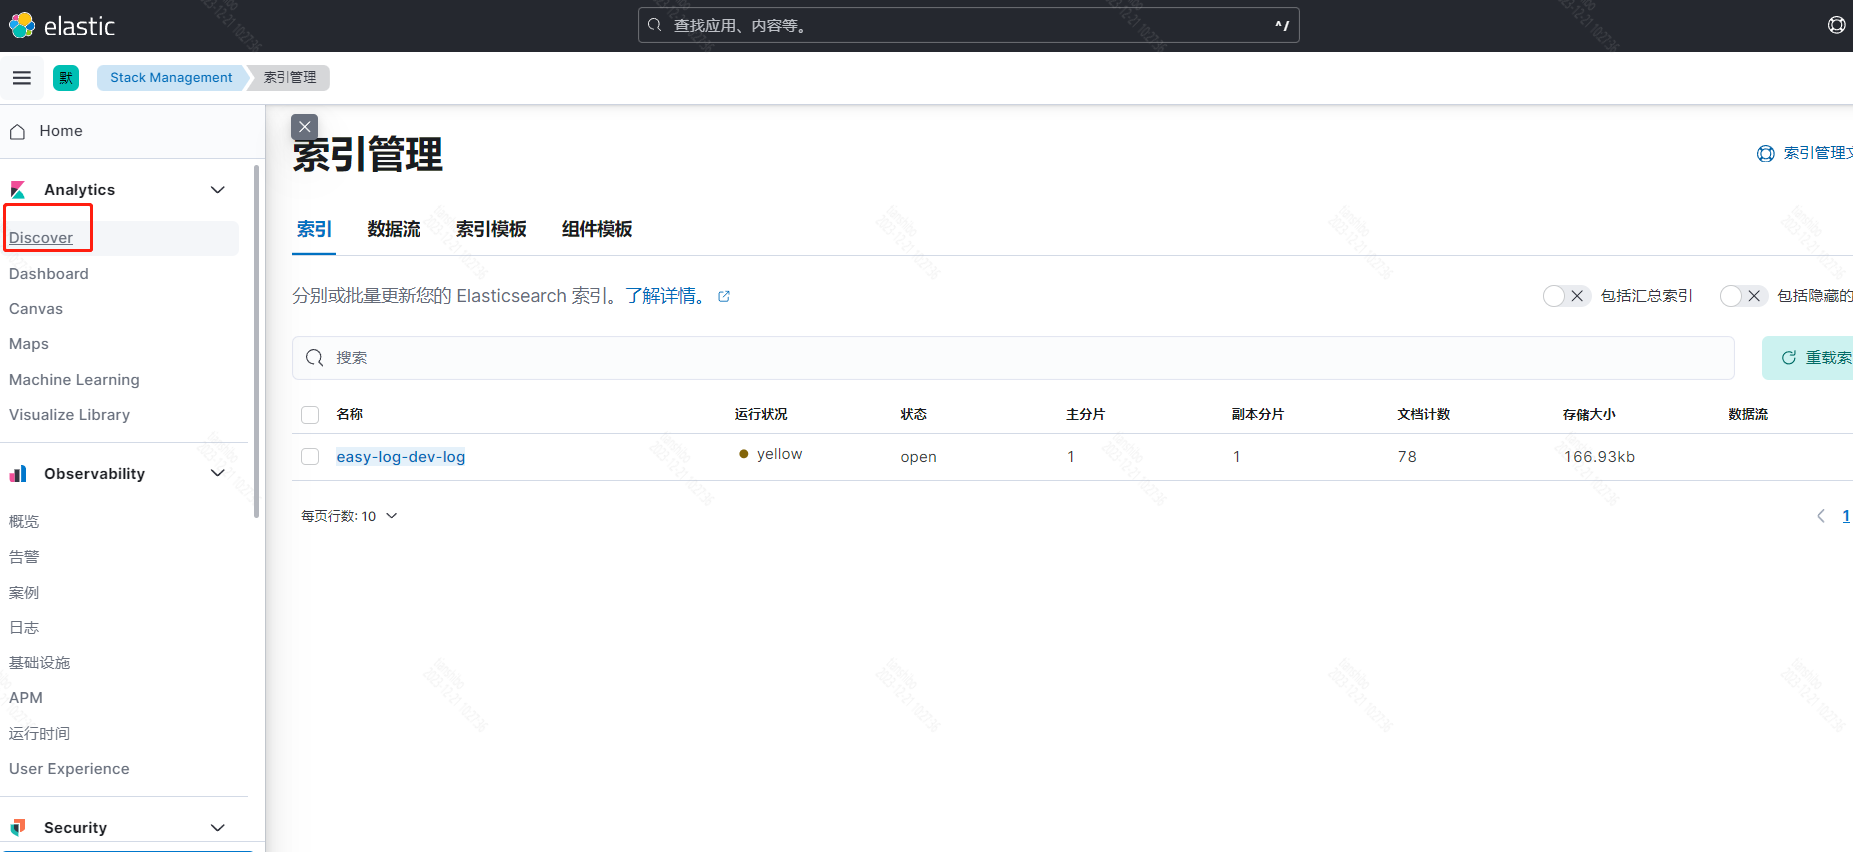 elastic
查找应用、内容等。
^/
默
Stack Management
索引管理
Home
Analytics
Discover
Dashboard
Canvas
Maps
Machine Learning
Visualize Library
Observability
概览
告警
案例
日志
基础设施
APM
运行时间
User Experience
Security
索引管理
索引管理文
索引 数据流 索引模板 组件模板
分别或批量更新您的 Elasticsearch 索引。了解详情。
包括汇总索引
包括隐藏的
搜索
重载索
名称 运行状况 状态 主分片 副本分片 文档计数 存储大小 数据流
easy-log-dev-log yellow open 1 1 78 166.93kb
每页行数: 10
1